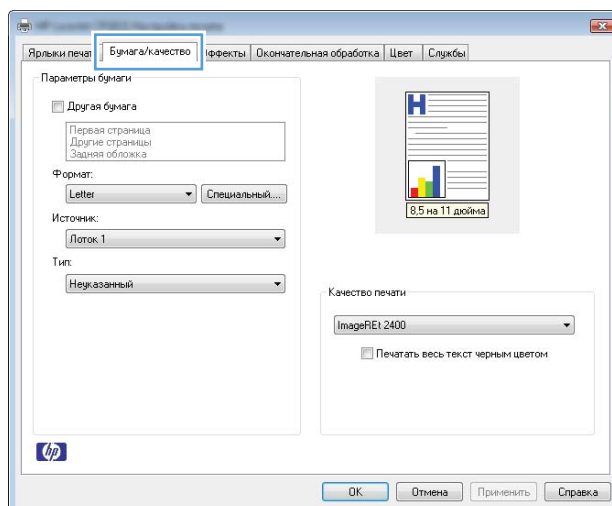 Ярлыки печат
Бумага/качество
ффекты
Окончательная обработка
Цвет
Службы
Параметры бумаги
Другая бумага
Первая страница
Другие страницы
Задняя обложка
Формат:
Letter
Специальный....
Источник:
Лоток 1
Тип:
Неуказанный
H
8,5 на 11 дюйма
Качество печати
ImageREt 2400
Печатать весь текст черным цветом
hp
OK
Отмена
Применить
Справка